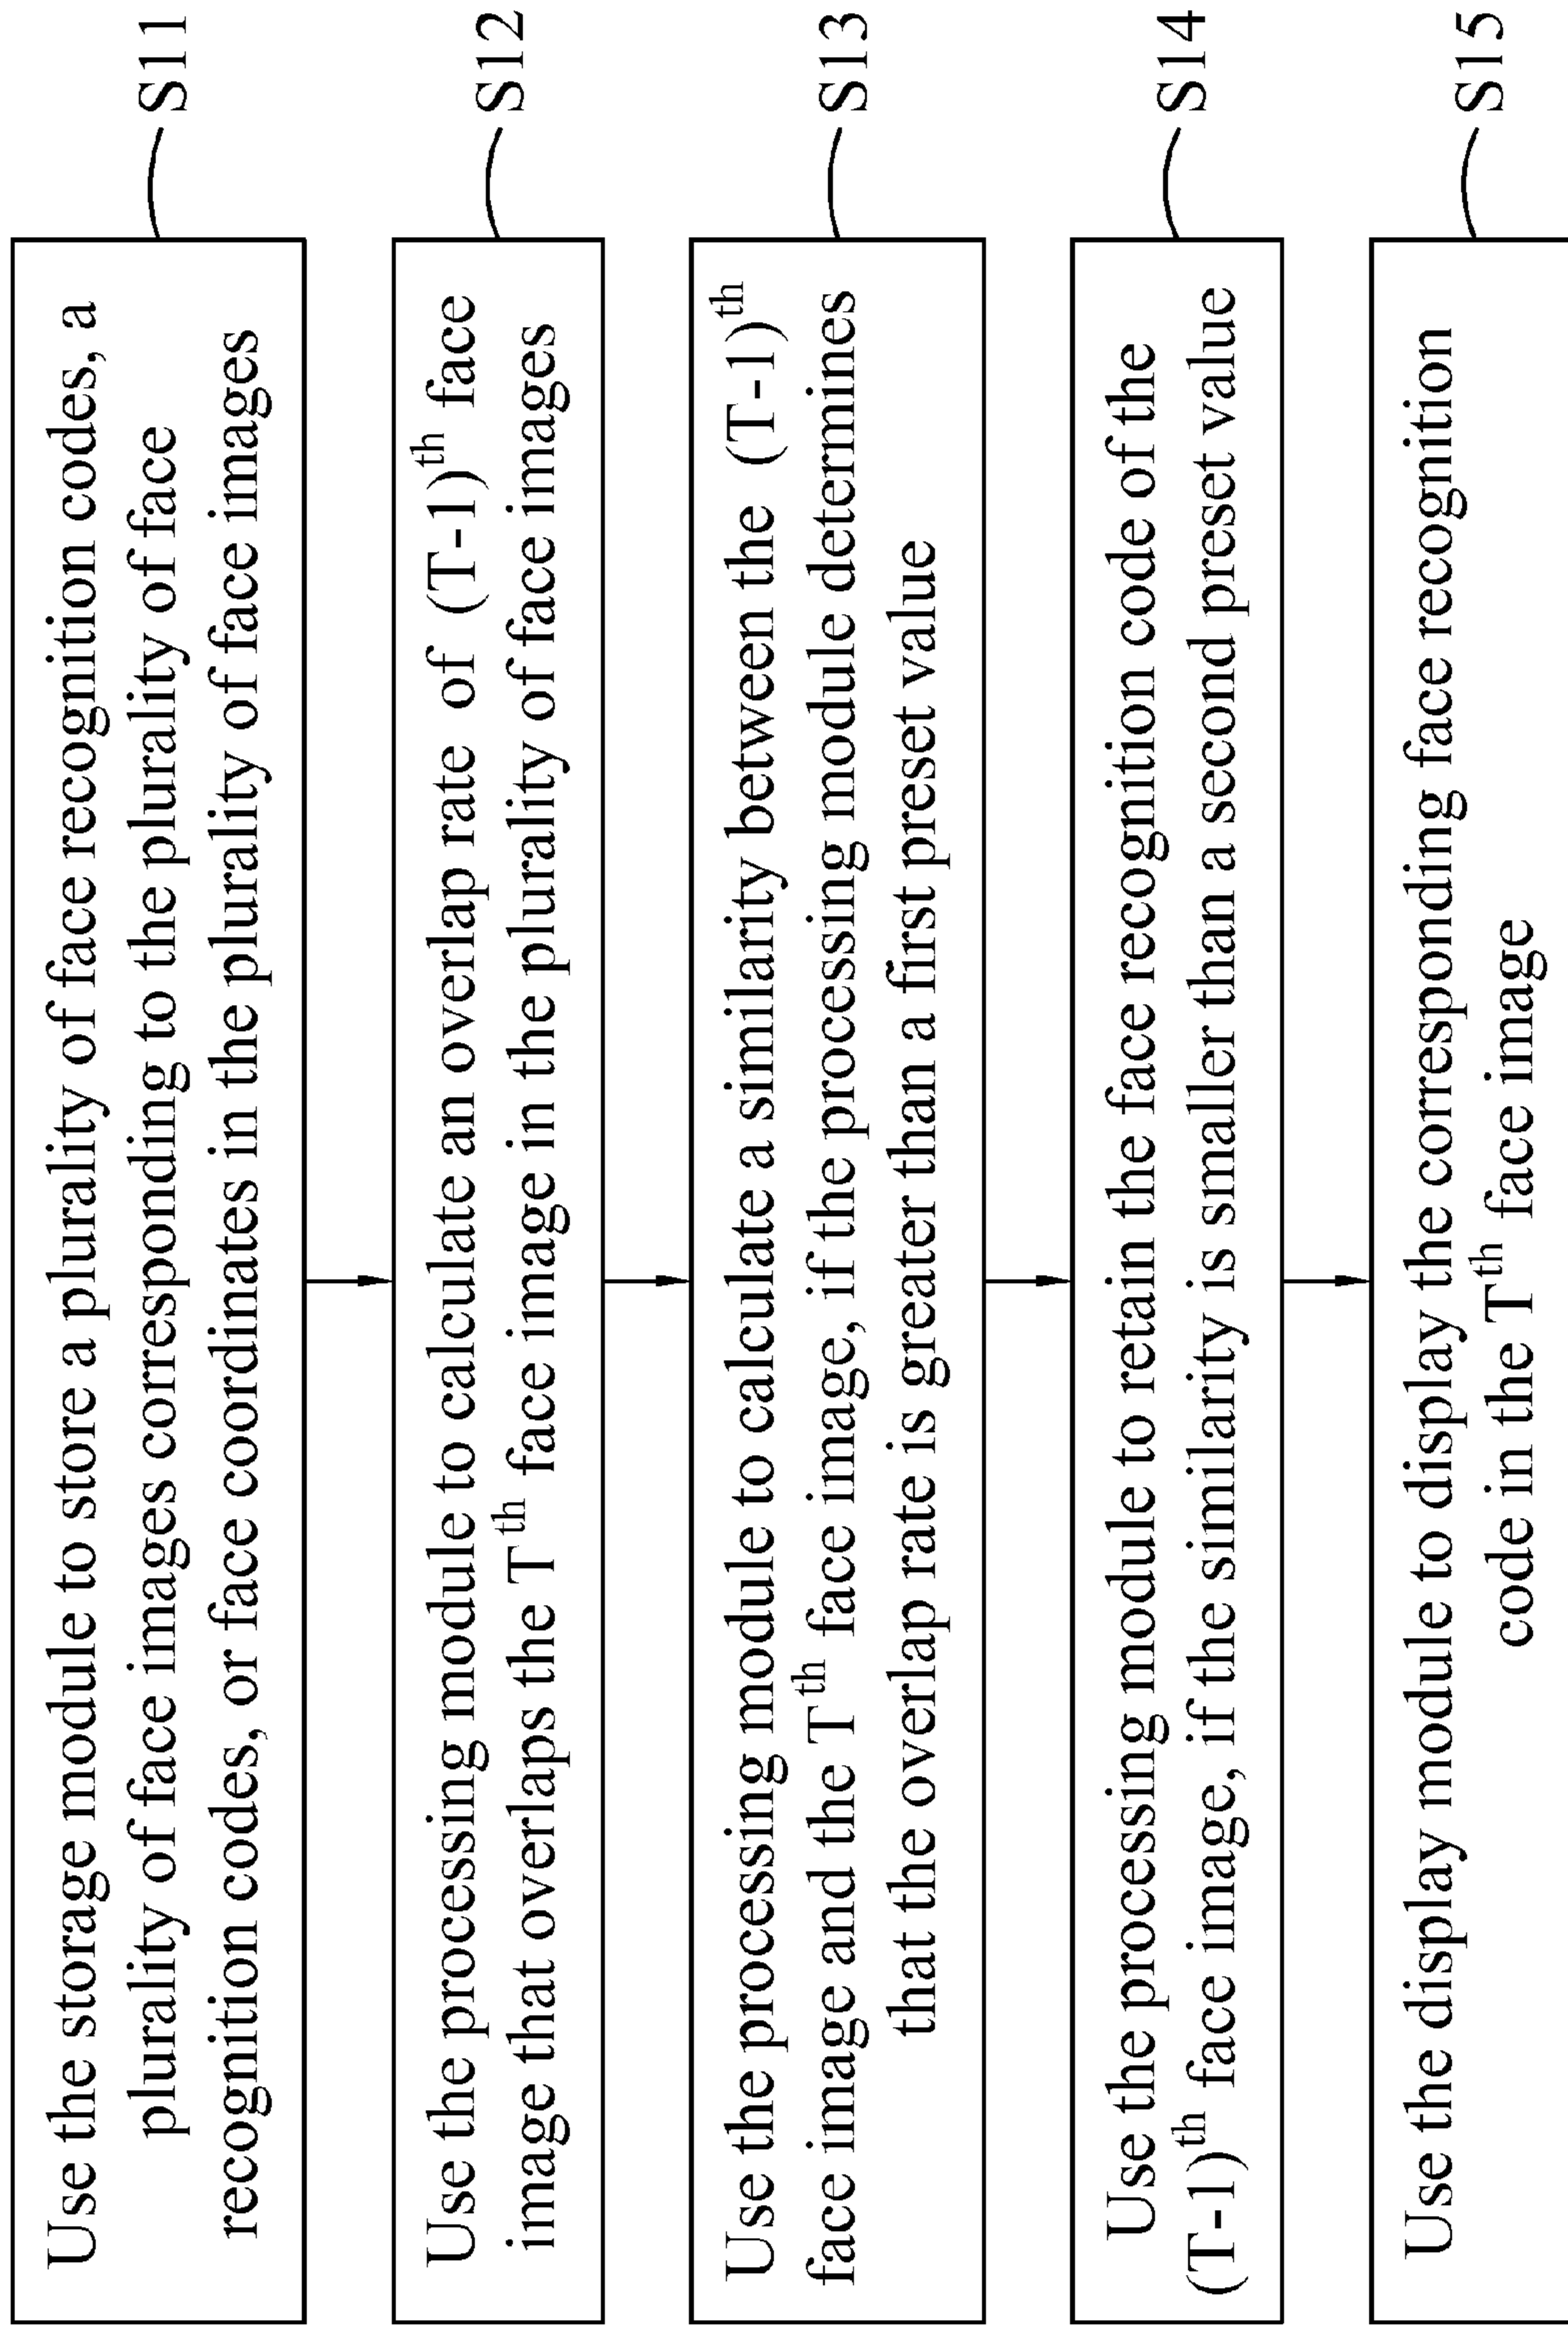 Use the storage module to store a plurality of face recognition codes, a
plurality of face images corresponding to the plurality of face
recognition codes, or face coordinates in the plurality of face images
S11
Use the processing module to calculate an overlap rate of (T-1)th face
image that overlaps the Tth face image in the plurality of face images
S12
Use the processing module to calculate a similarity between the (T-1)th
face image and the Tth face image, if the processing module determines
that the overlap rate is greater than a first preset value
S13
Use the processing module to retain the face recognition code of the
(T-1)th face image, if the similarity is smaller than a second preset value
S14
Use the display module to display the corresponding face recognition
code in the Tth face image
S15